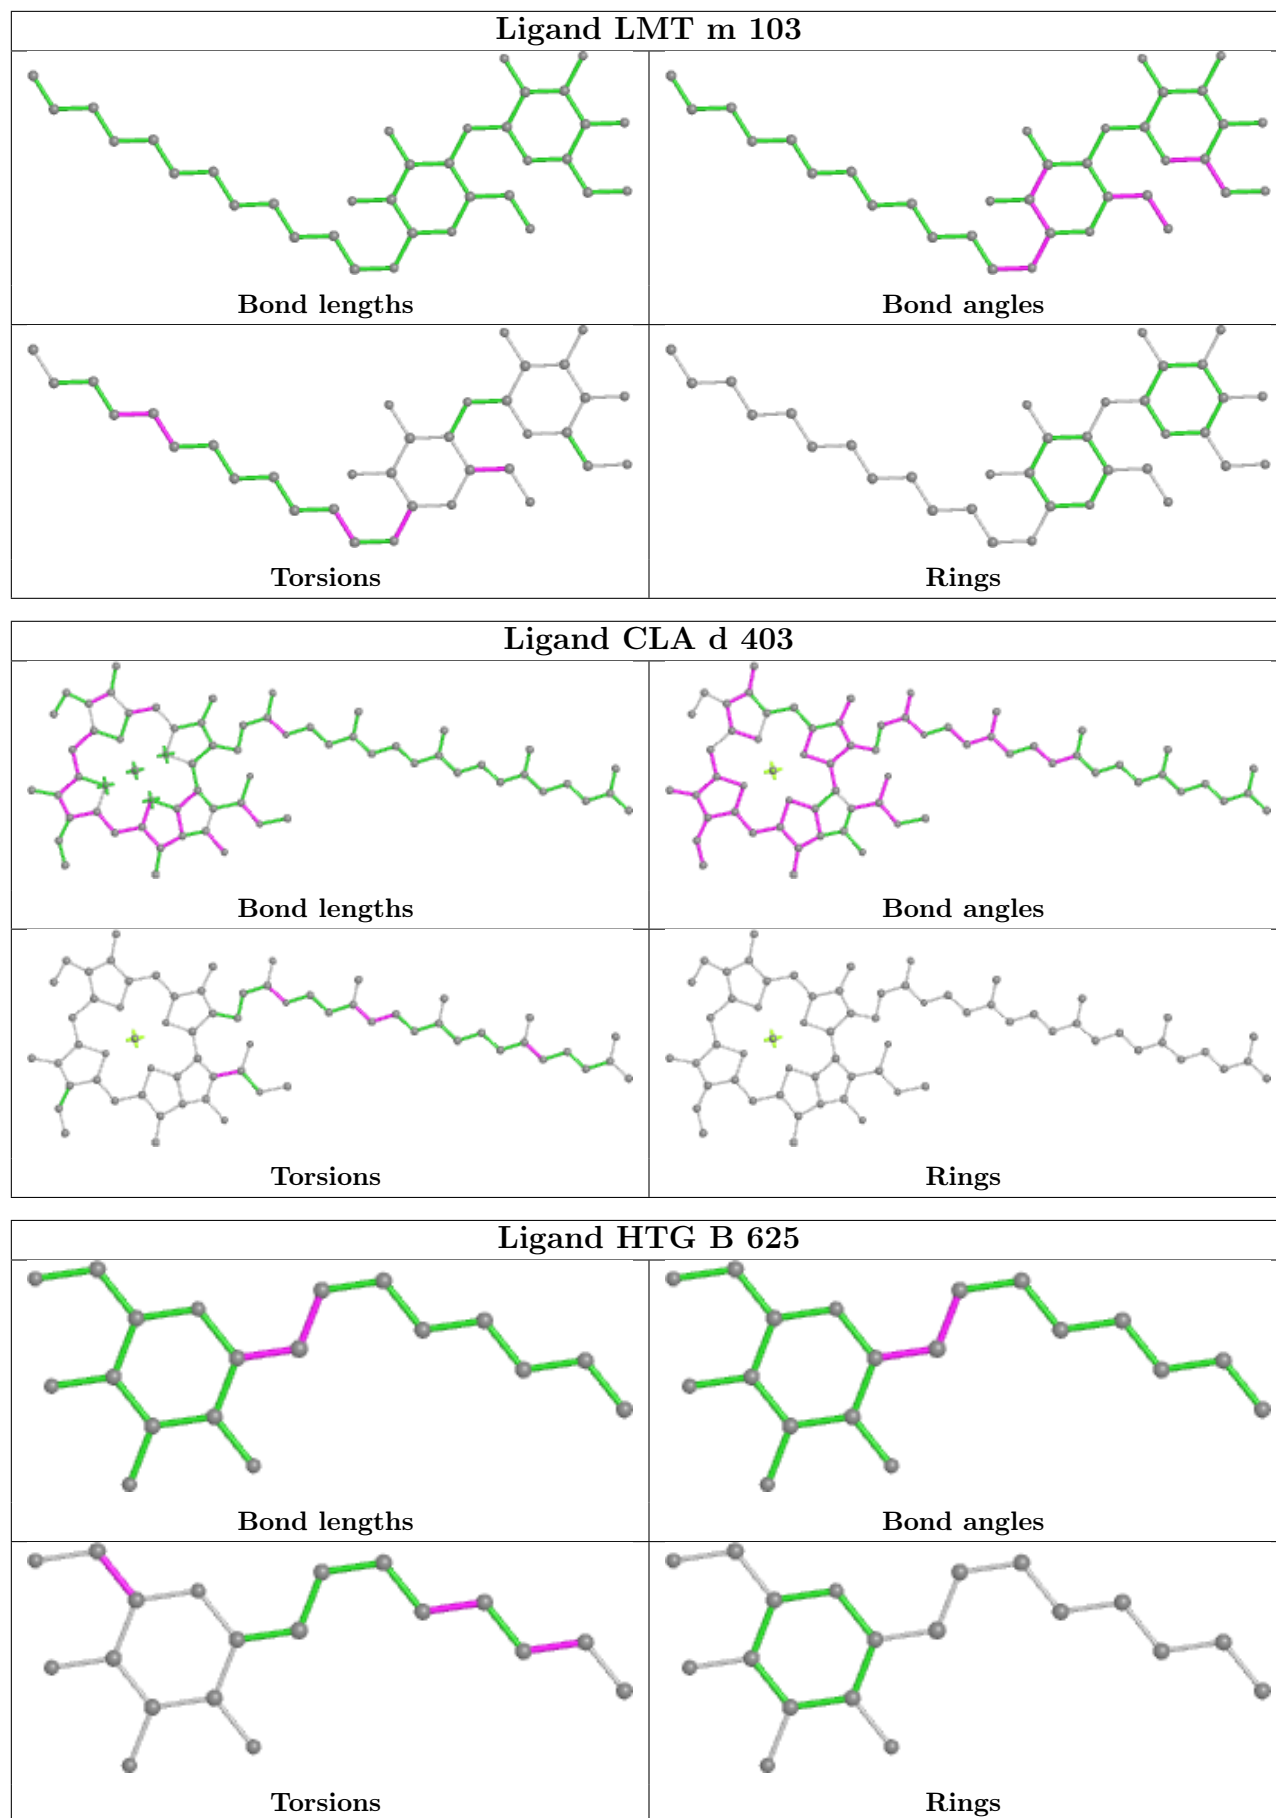 Ligand LMT m 103
Bond lengths
Bond angles
Torsions
Rings
Ligand CLA d 403
Bond lengths
Bond angles
Torsions
Rings
Ligand HTG B 625
Bond lengths
Bond angles
Torsions
Rings